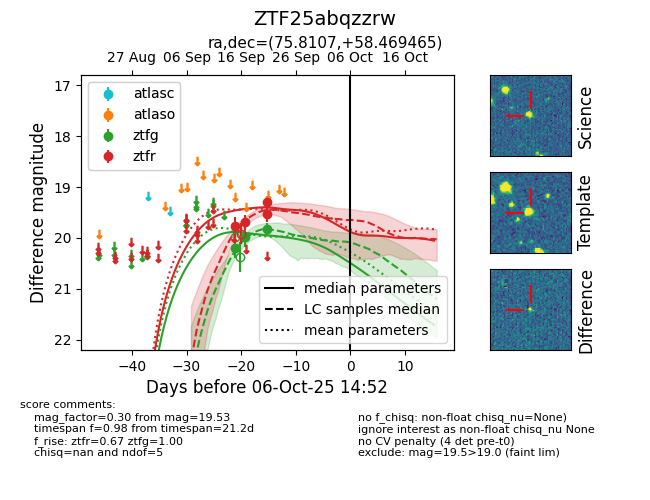 ZTF25abqzzrw
ra,dec=(75.8107,+58.469465)
27 Aug 06 Sep 16 Sep 26 Sep 06 Oct 16 Oct
17
18
19
20
21
22
Difference magnitude
atlasc
atlaso
ztfg
ztfr
median parameters
LC samples median
mean parameters
−40 −30 −20 −10 0 10
Days before 06-Oct-25 14:52
Science
Template
Difference
score comments:
mag_factor=0.30 from mag=19.53
timespan f=0.98 from timespan=21.2d
f_rise: ztfr=0.67 ztfg=1.00
chisq=nan and ndof=5
no f_chisq: non-float chisq_nu=None)
ignore interest as non-float chisq_nu None
no CV penalty (4 det pre-t0)
exclude: mag=19.5>19.0 (faint lim)